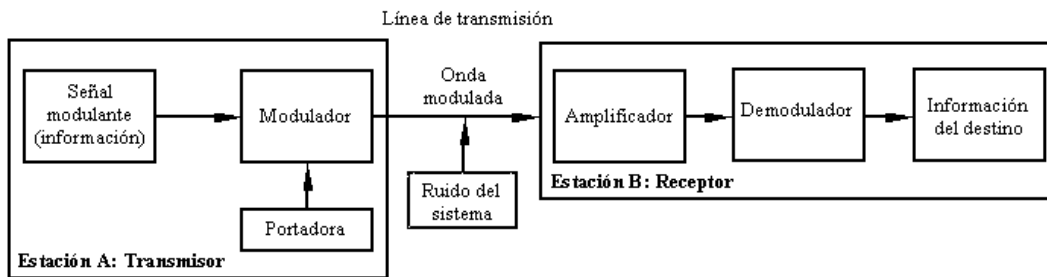 Línea de transmisión
Señal
modulante
(información)
Modulador
Portadora
Estación A: Transmisor
Onda
modulada
Ruido del
sistema
Amplificador
Demodulador
Información
del destino
Estación B: Receptor